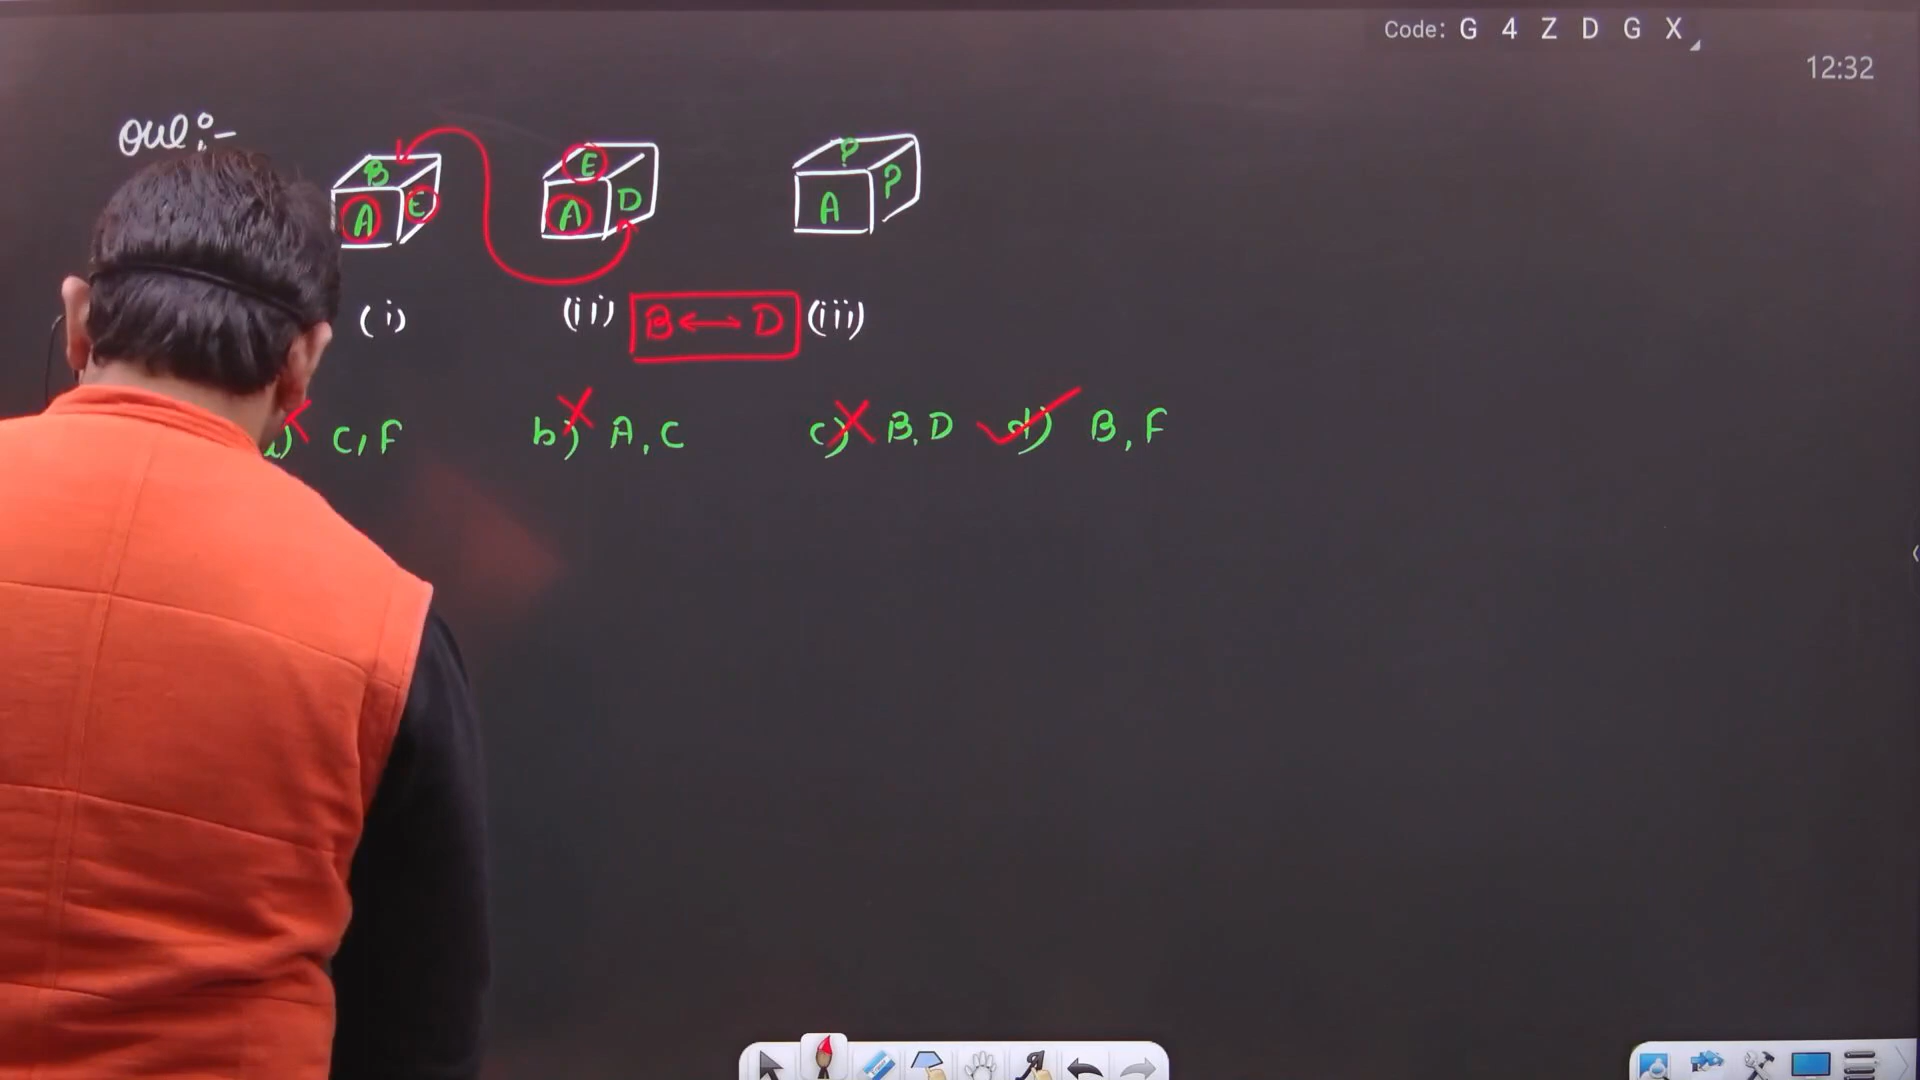 Code: G 4 Z D G X
12:32
Que:-
B A E
E A D
? A ?
(i) (ii) B ↔ D (iii)
a) C, F b) A, C c) B, D d) B, F